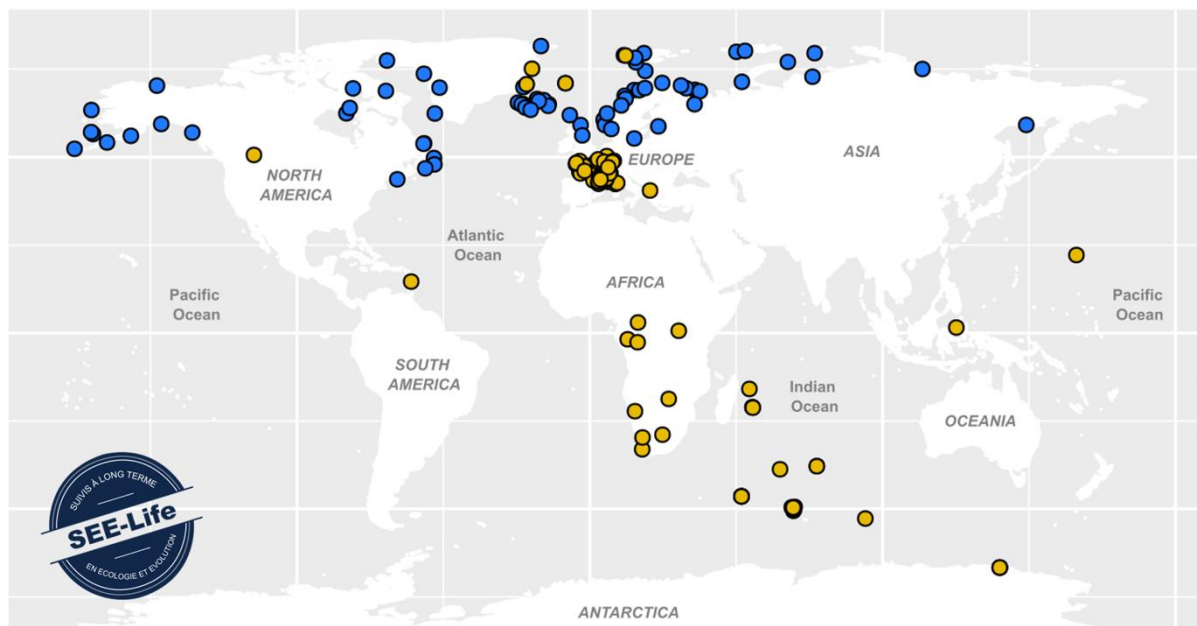 NORTH
AMERICA
EUROPE
ASIA
Atlantic
Ocean
Pacific
Ocean
AFRICA
Pacific
Ocean
SOUTH
AMERICA
Indian
Ocean
OCEANIA
SUIVIS À LONG TERME
SEE-Life
EN ECOLOGIE ET EVOLUTION
ANTARCTICA